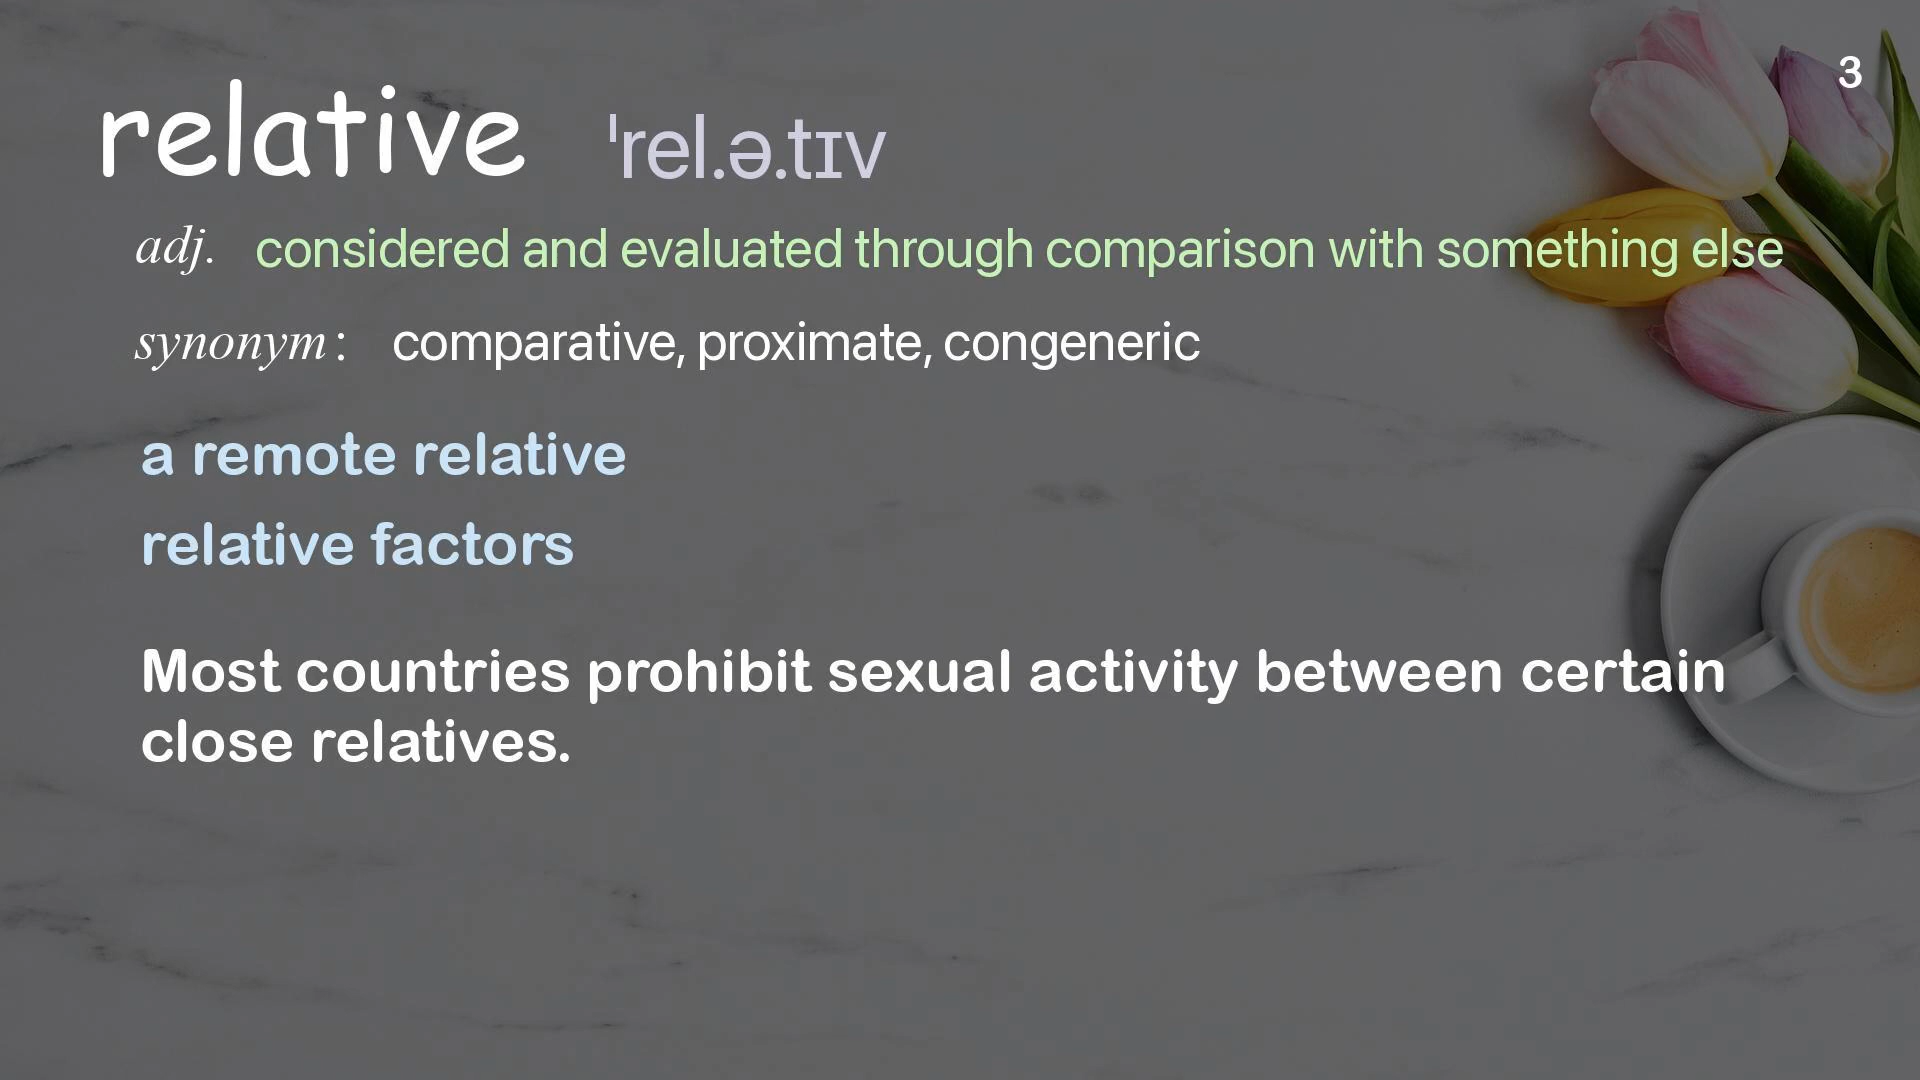 3
relative ˈrel.ə.tɪv
adj. considered and evaluated through comparison with something else
synonym: comparative, proximate, congeneric
a remote relative
relative factors
Most countries prohibit sexual activity between certain
close relatives.